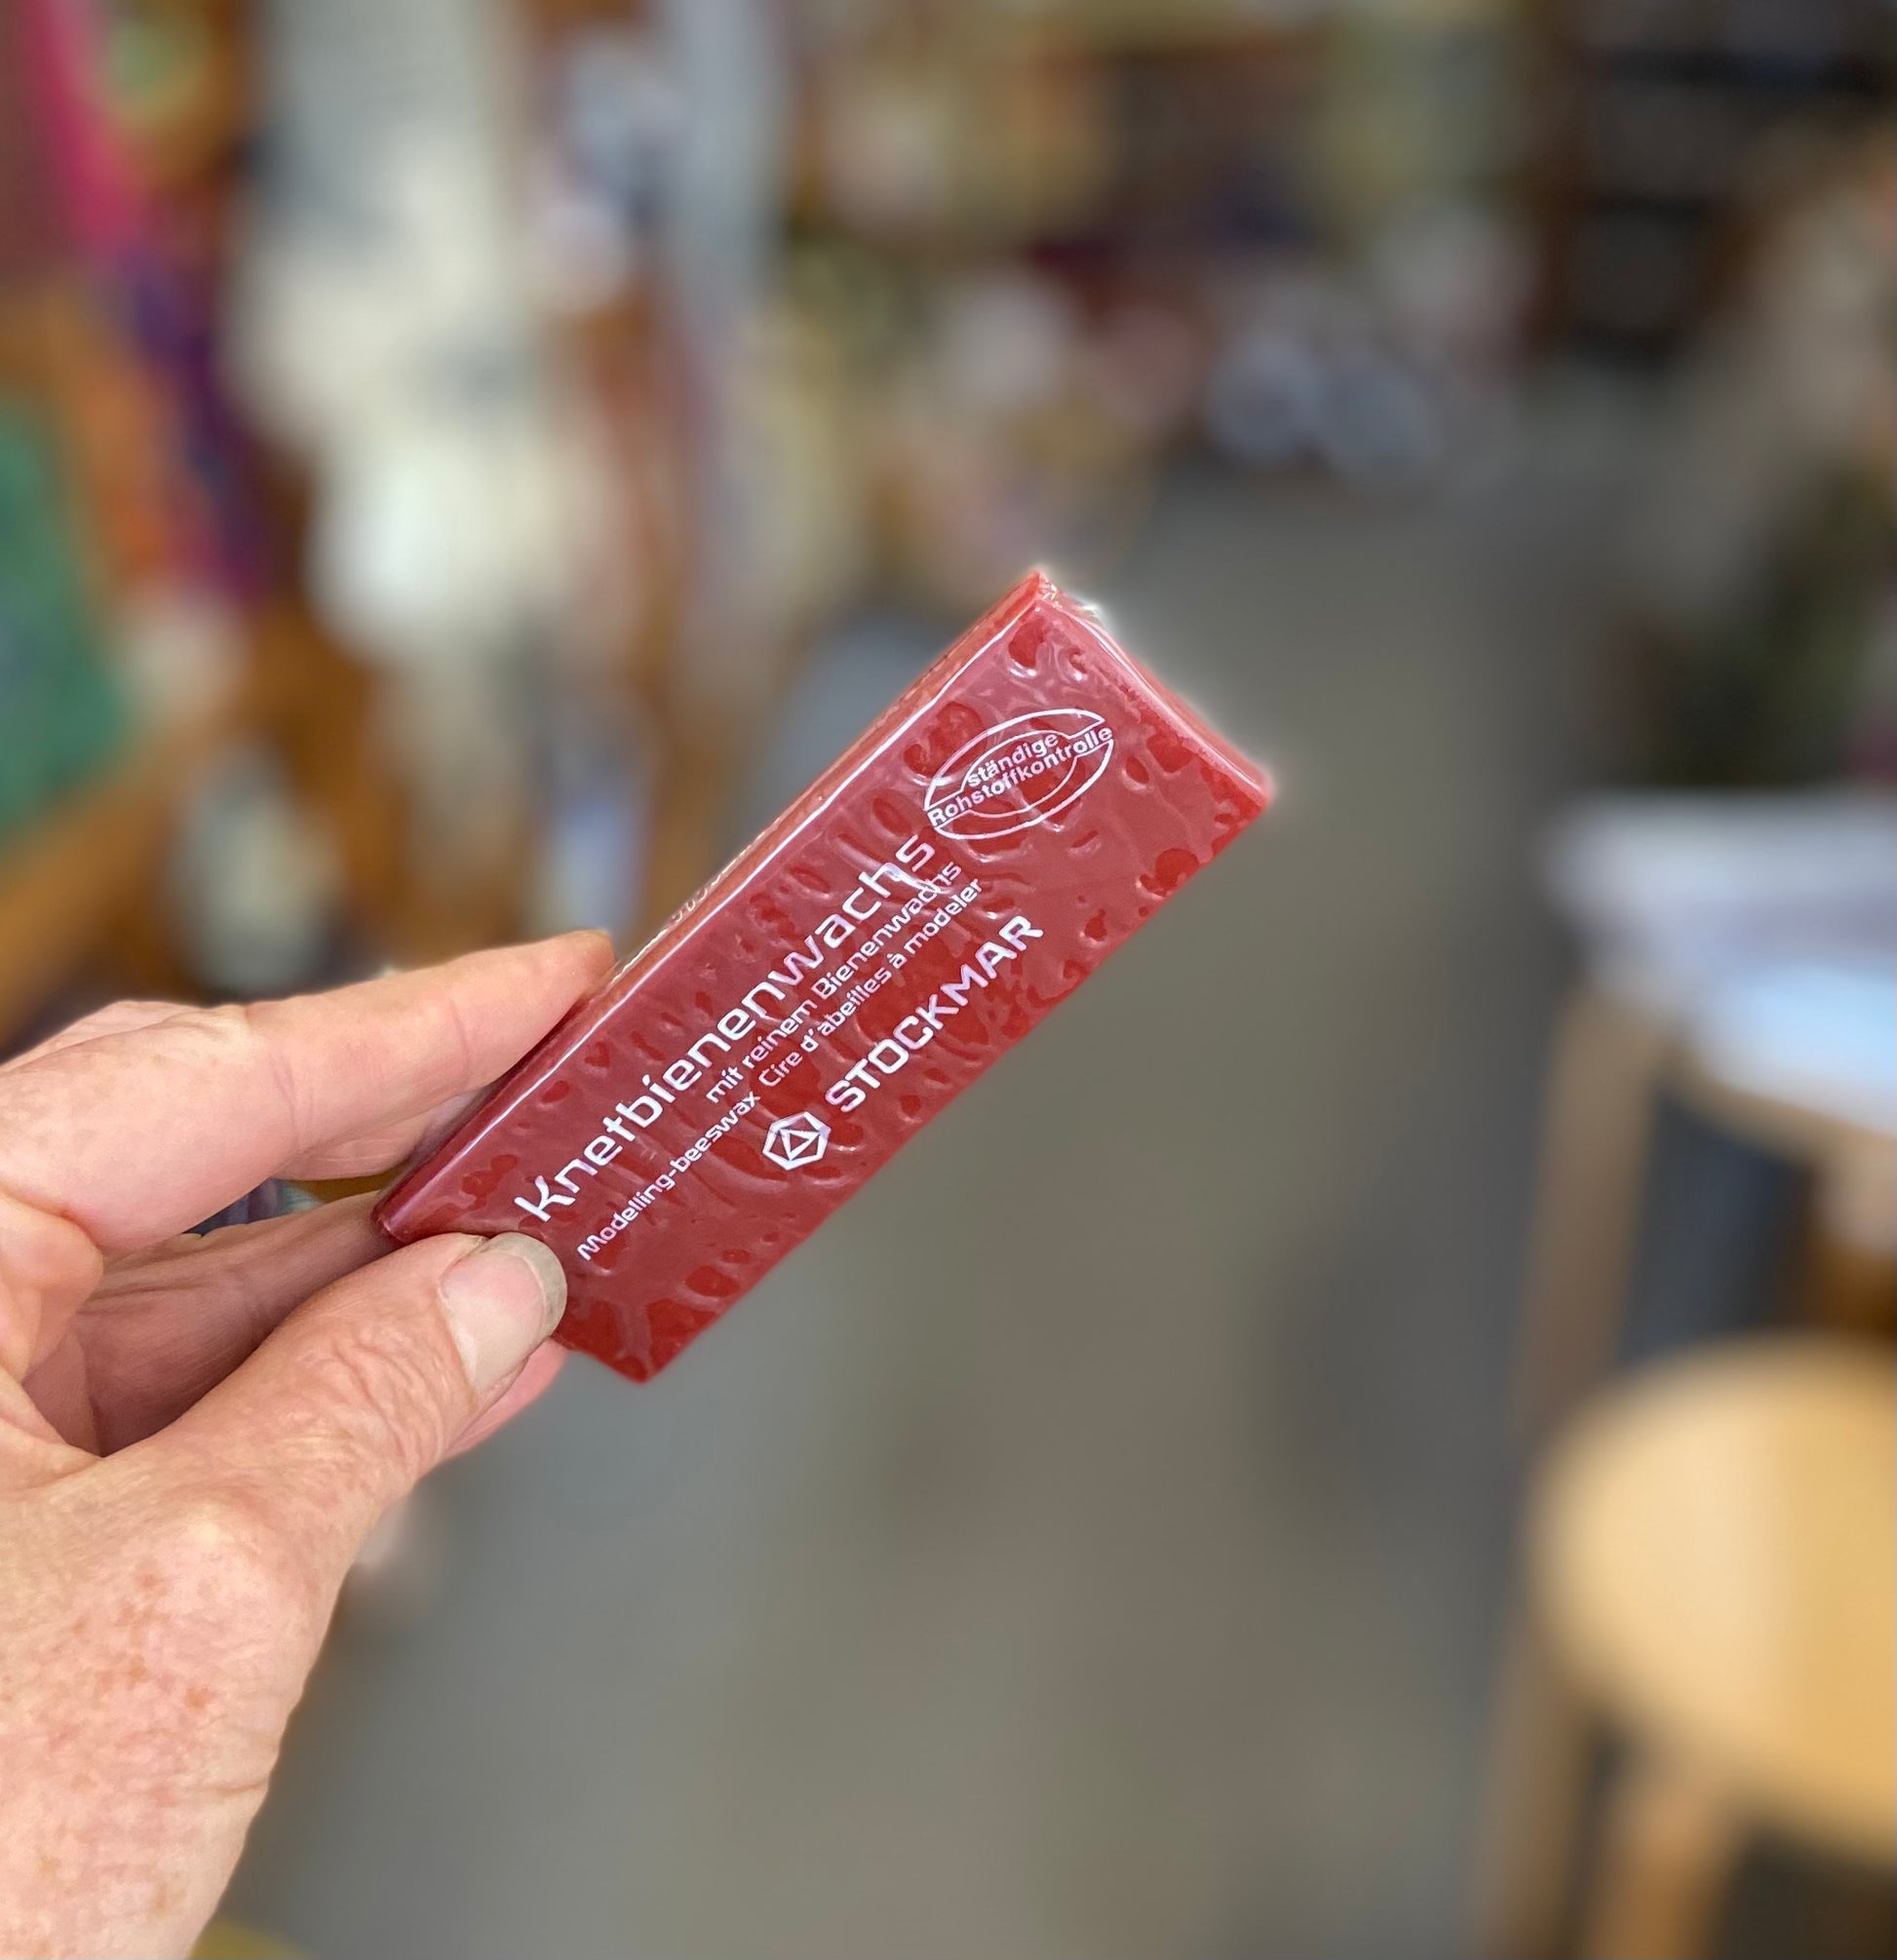 ständige
Rohstoffkontrolle
Knetbienenwachs
mit reinem Bienenwachs
Modelling-beeswax Cire d'abeilles à modeler
STOCKMAR